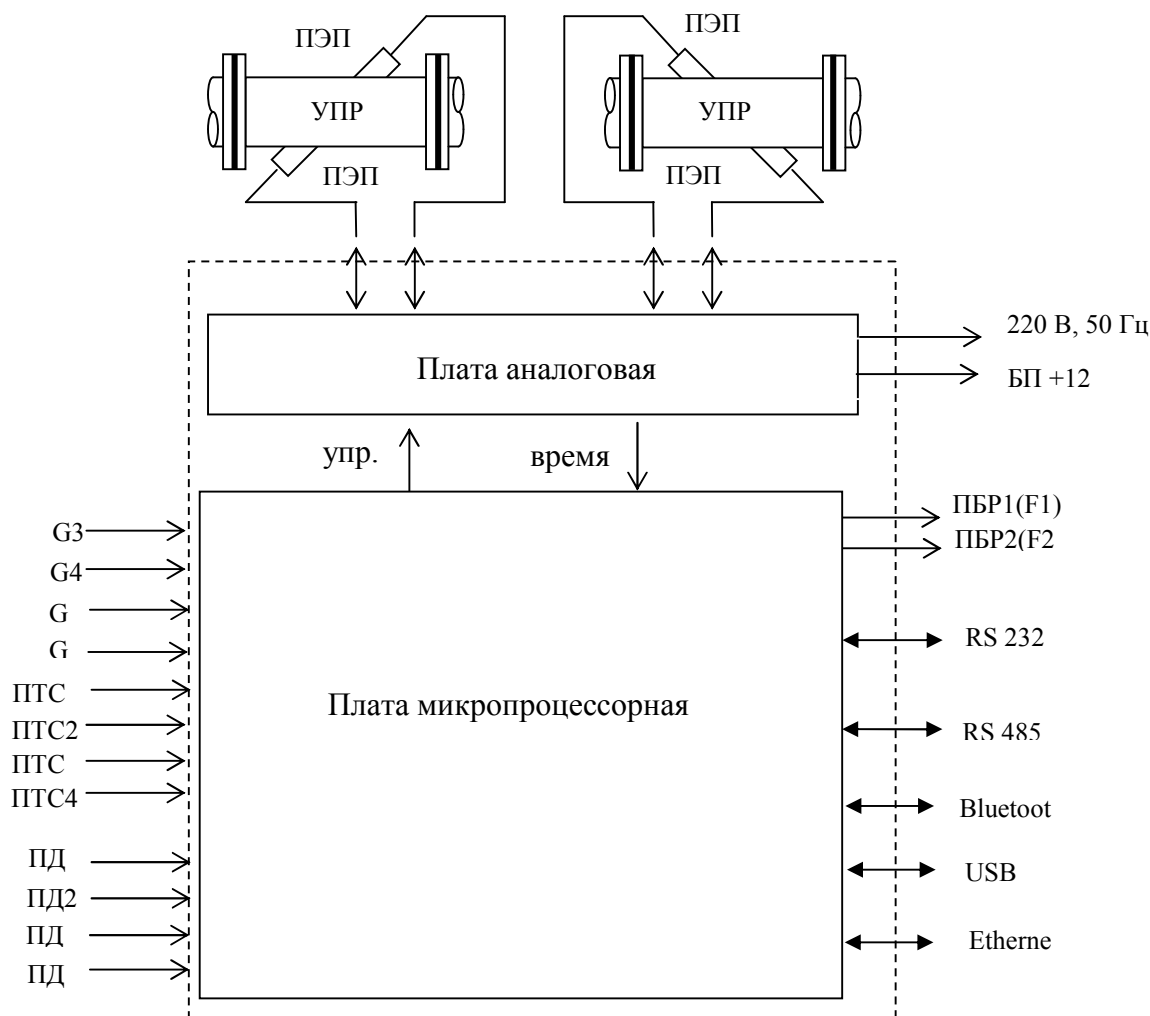 ПЭП
ПЭП
УПР
УПР
ПЭП
ПЭП
220 В, 50 Гц
Плата аналоговая
БП +12
упр.
время
ПБР1(F1)
ПБР2(F2
G3
G4
G
G
RS 232
ПТС
Плата микропроцессорная
ПТС2
RS 485
ПТС
ПТС4
Bluetoot
ПД
USB
ПД2
ПД
Etherne
ПД